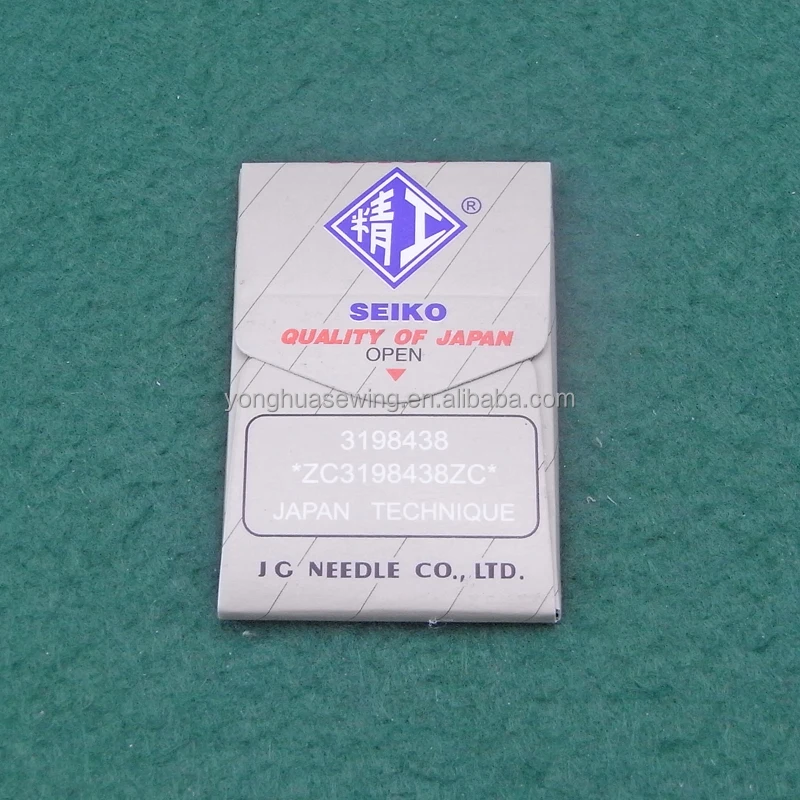 精工
®
SEIKO
QUALITY OF JAPAN
OPEN
yonghuasewing.en.alibaba.com
3198438
*ZC3198438ZC*
JAPAN TECHNIQUE
J G NEEDLE CO., LTD.